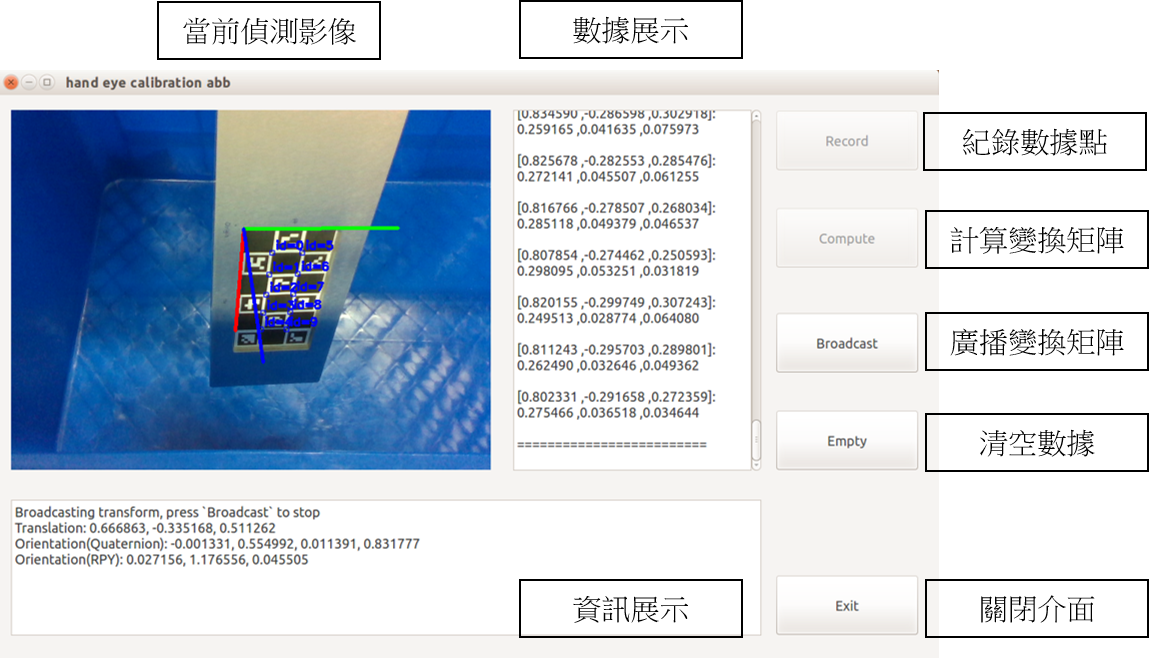 當前偵測影像
數據展示
hand eye calibration abb
[0.834590 ,-0.286598 ,0.302918]:
0.259165 ,0.041635 ,0.075973
[0.825678 ,-0.282553 ,0.285476]:
0.272141 ,0.045507 ,0.061255
[0.816766 ,-0.278507 ,0.268034]:
0.285118 ,0.049379 ,0.046537
[0.807854 ,-0.274462 ,0.250593]:
0.298095 ,0.053251 ,0.031819
[0.820155 ,-0.299749 ,0.307243]:
0.249513 ,0.028774 ,0.064080
[0.811243 ,-0.295703 ,0.289801]:
0.262490 ,0.032646 ,0.049362
[0.802331 ,-0.291658 ,0.272359]:
0.275466 ,0.036518 ,0.034644
=========================
id=0 id=5
id=1 id=6
id=2 id=7
id=3 id=8
id=4 id=9
Record
紀錄數據點
Compute
計算變換矩陣
Broadcast
廣播變換矩陣
Empty
清空數據
Broadcasting transform, press `Broadcast` to stop
Translation: 0.666863, -0.335168, 0.511262
Orientation(Quaternion): -0.001331, 0.554992, 0.011391, 0.831777
Orientation(RPY): 0.027156, 1.176556, 0.045505
資訊展示
Exit
關閉介面